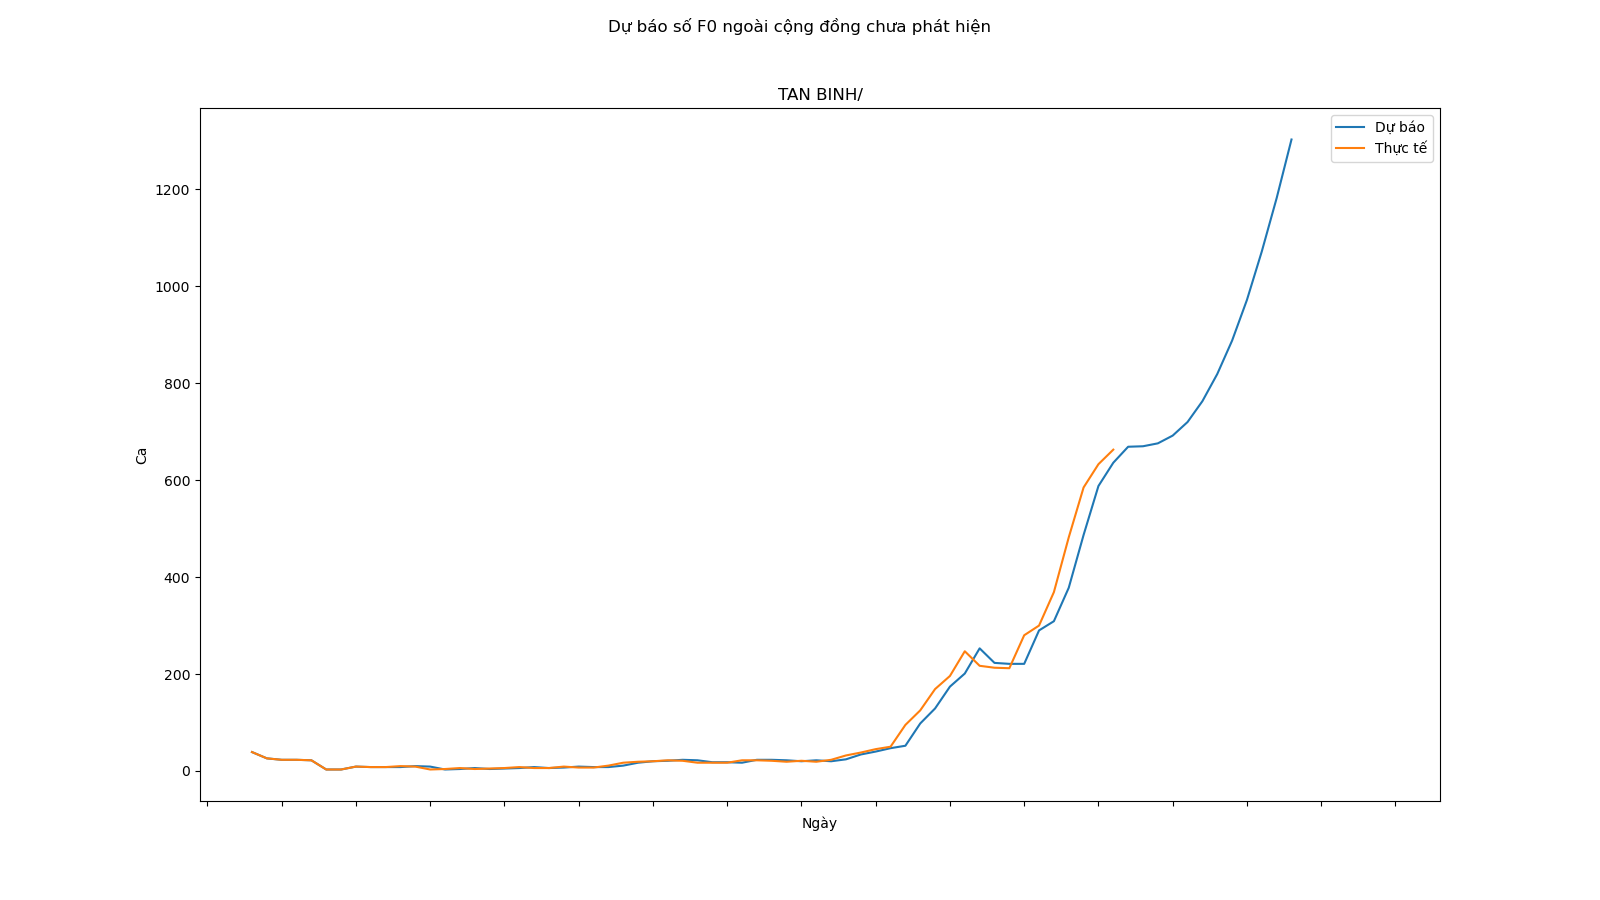 Dự báo số F0 ngoài cộng đồng chưa phát hiện
TAN BINH/
Dự báo
Thực tế
1200
1000
800
600
400
200
0
Ca
Ngày